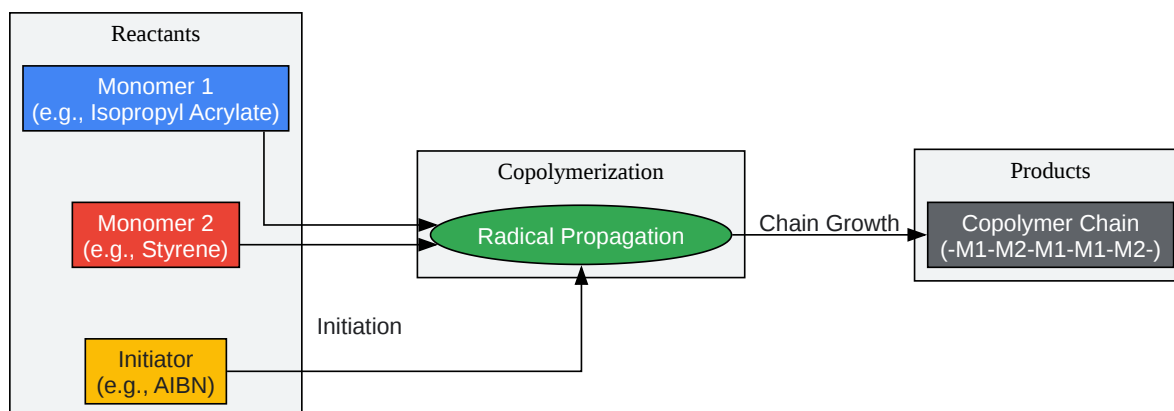 Reactants
Monomer 1
(e.g., Isopropyl Acrylate)
Monomer 2
(e.g., Styrene)
Initiator
(e.g., AIBN)
Initiation
Copolymerization
Radical Propagation
Chain Growth
Products
Copolymer Chain
(-M1-M2-M1-M1-M2-)